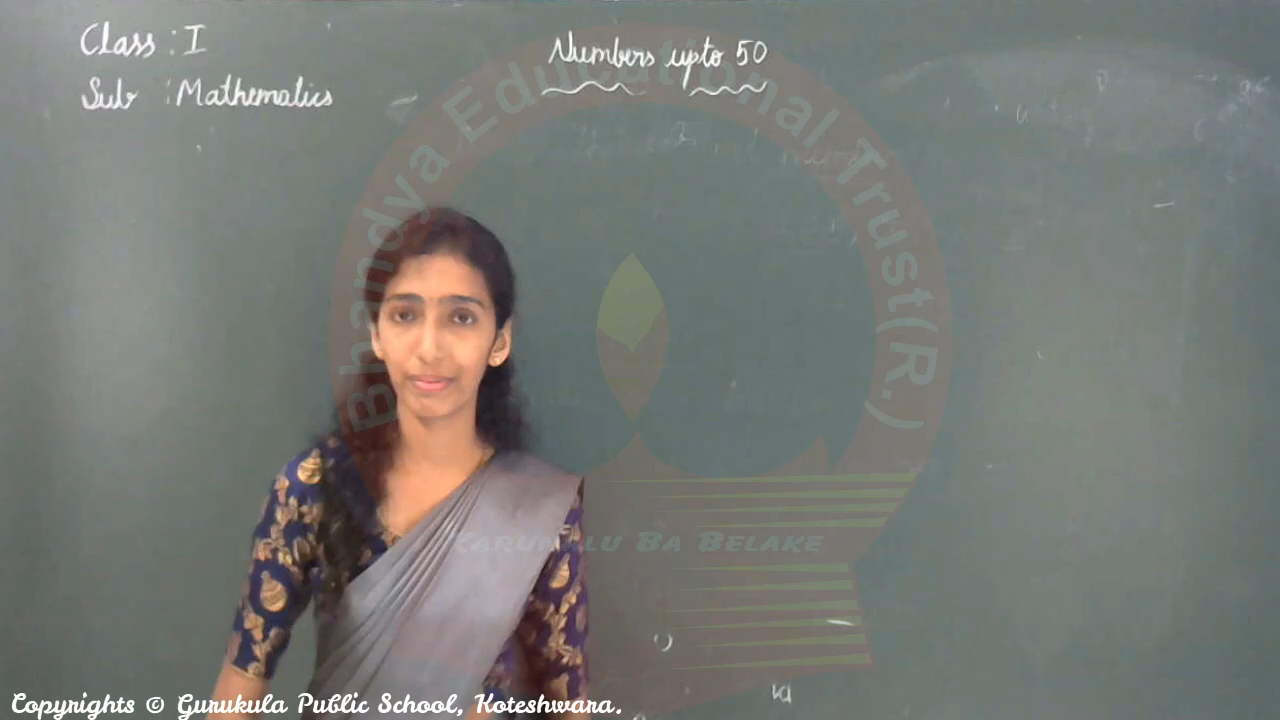 Class : I
Sub : Mathematics
Numbers upto 50
Bhandya Educational Trust(R.)
Karunalu Ba Belake
Copyrights © Gurukula Public School, Koteshwara.